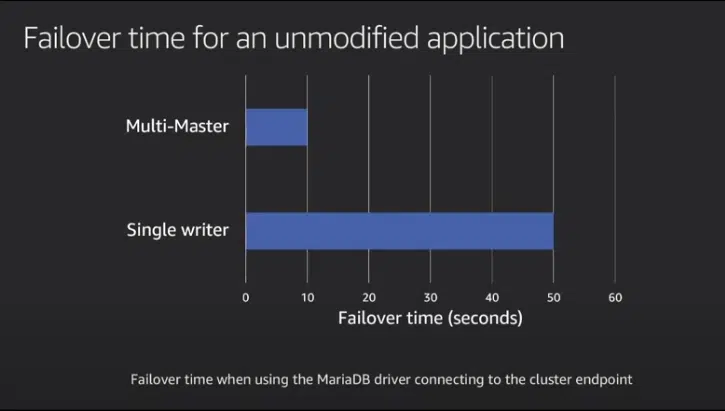 Failover time for an unmodified application
Multi-Master
Single writer
0 10 20 30 40 50 60
Failover time (seconds)
Failover time when using the MariaDB driver connecting to the cluster endpoint